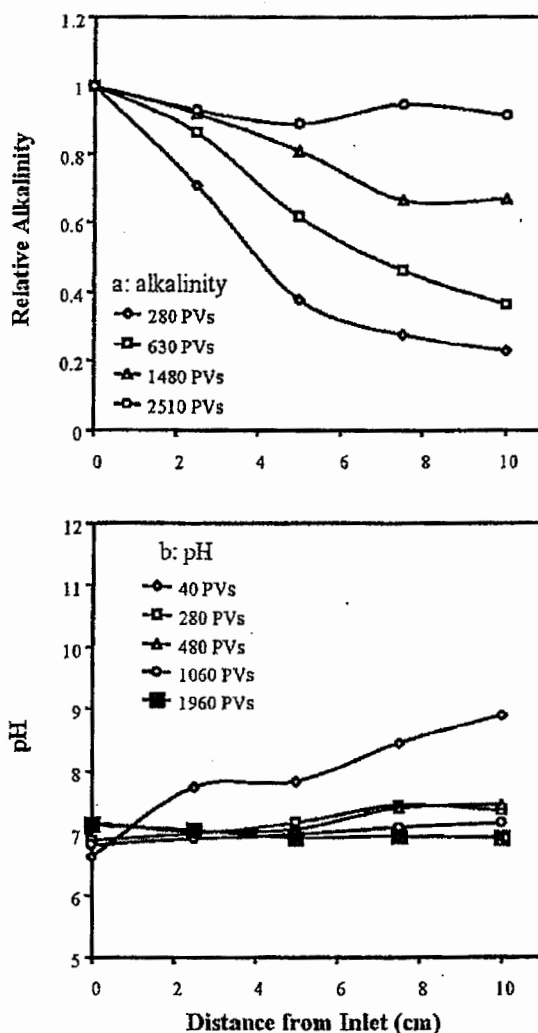 1.2
1
0.8
0.6
0.4
0.2
0
Relative Alkalinity
a: alkalinity
280 PVs
630 PVs
1480 PVs
2510 PVs
0 2 4 6 8 10
12
11
10
9
8
7
6
5
pH
b: pH
40 PVs
280 PVs
480 PVs
1060 PVs
1960 PVs
0 2 4 6 8 10
Distance from Inlet (cm)